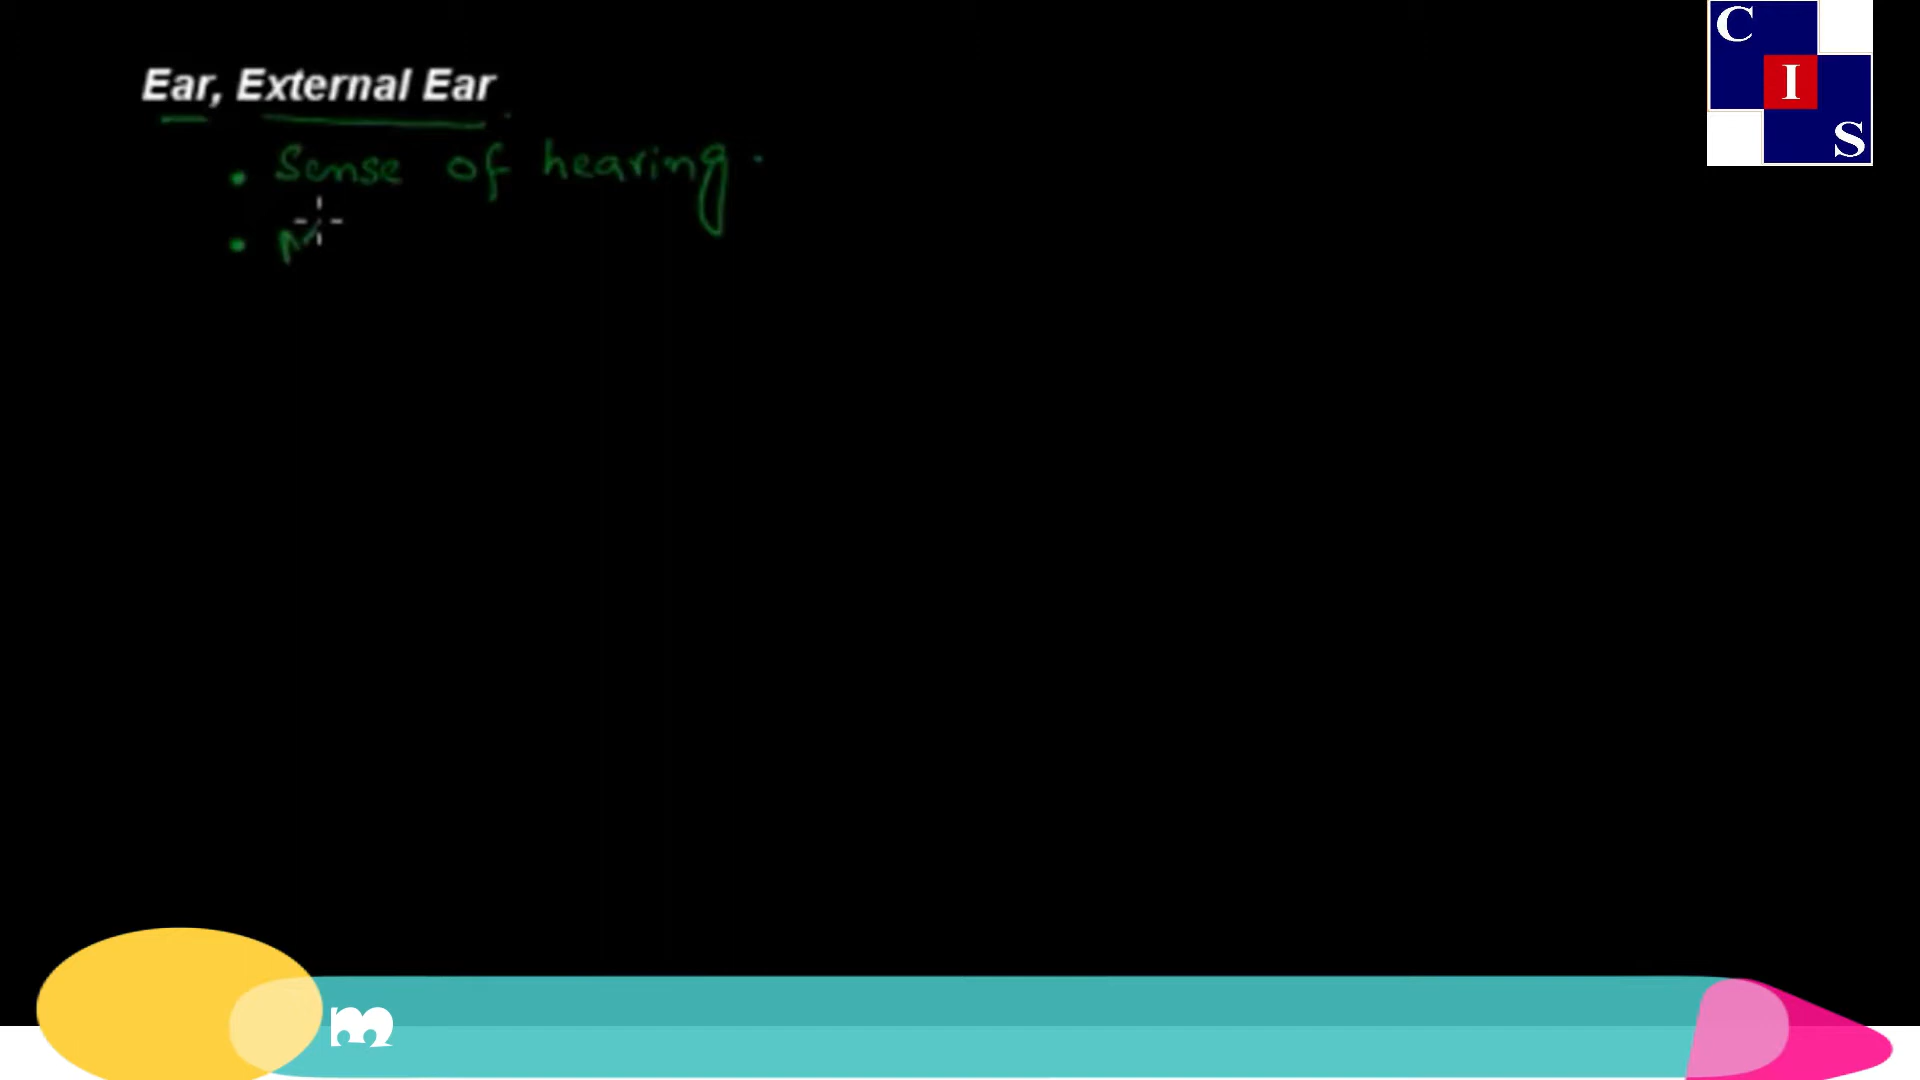 Ear, External Ear
• Sense of hearing.
•
C
I
S
m